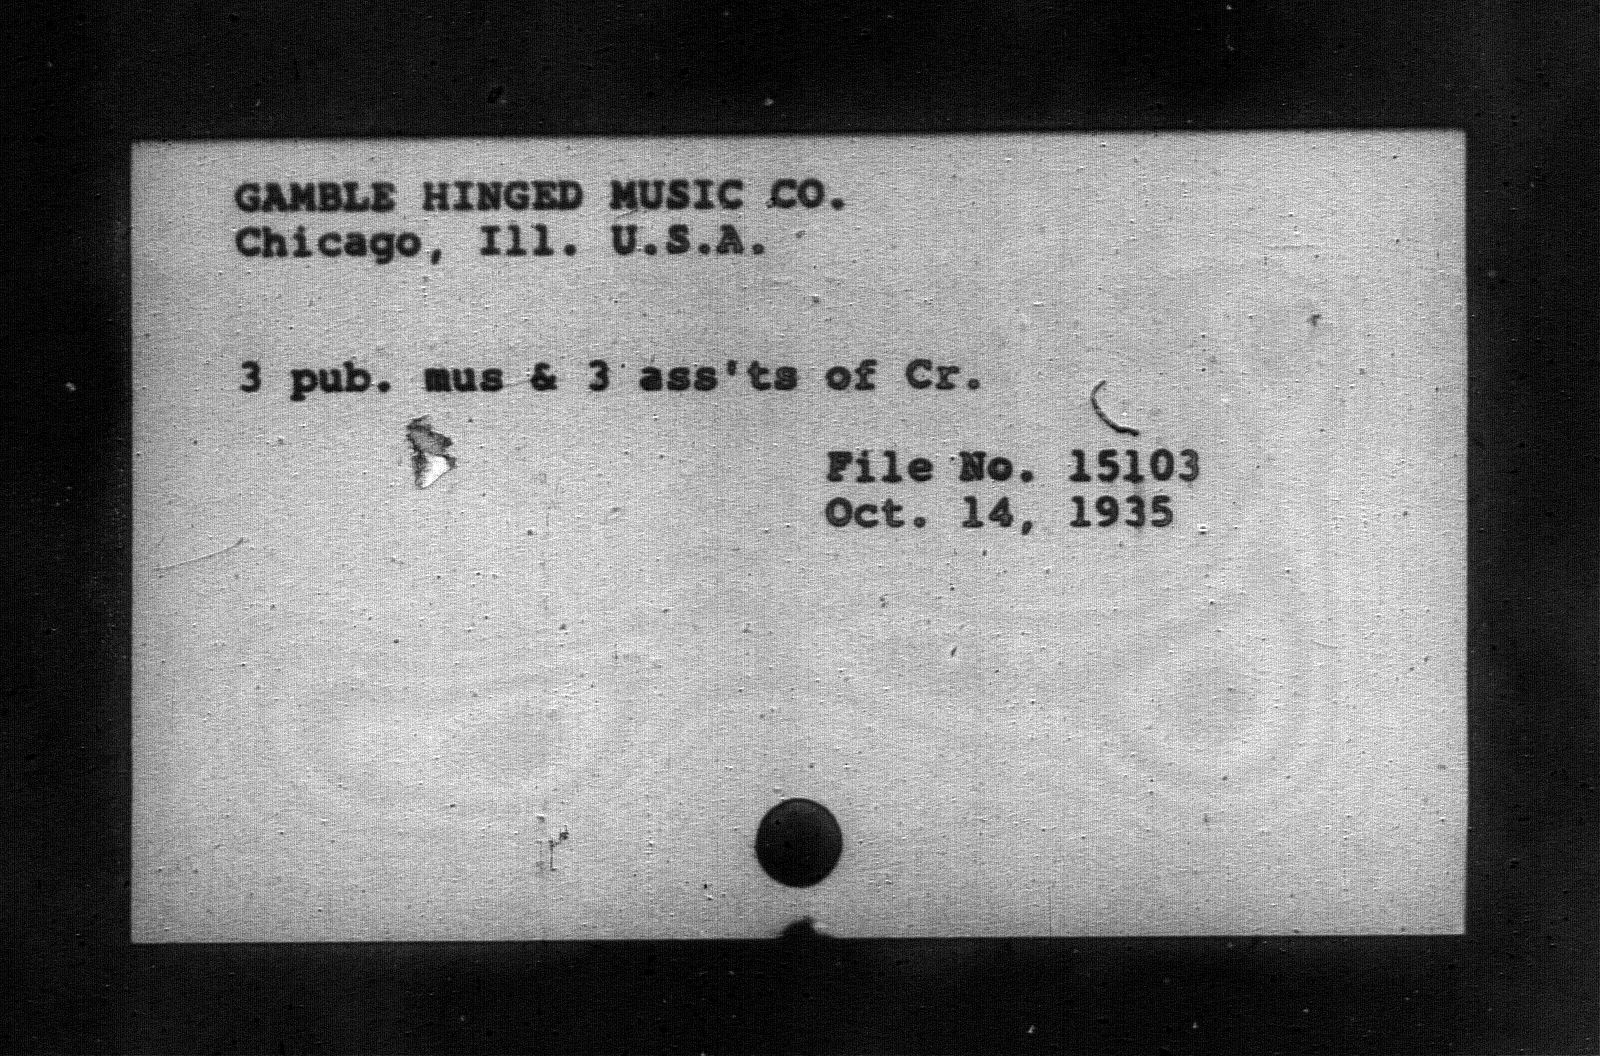 GAMBLE HINGED MUSIC CO.
Chicago, Ill. U.S.A.
3 pub. mus & 3 ass'ts of Cr.
File No. 15103
Oct. 14, 1935